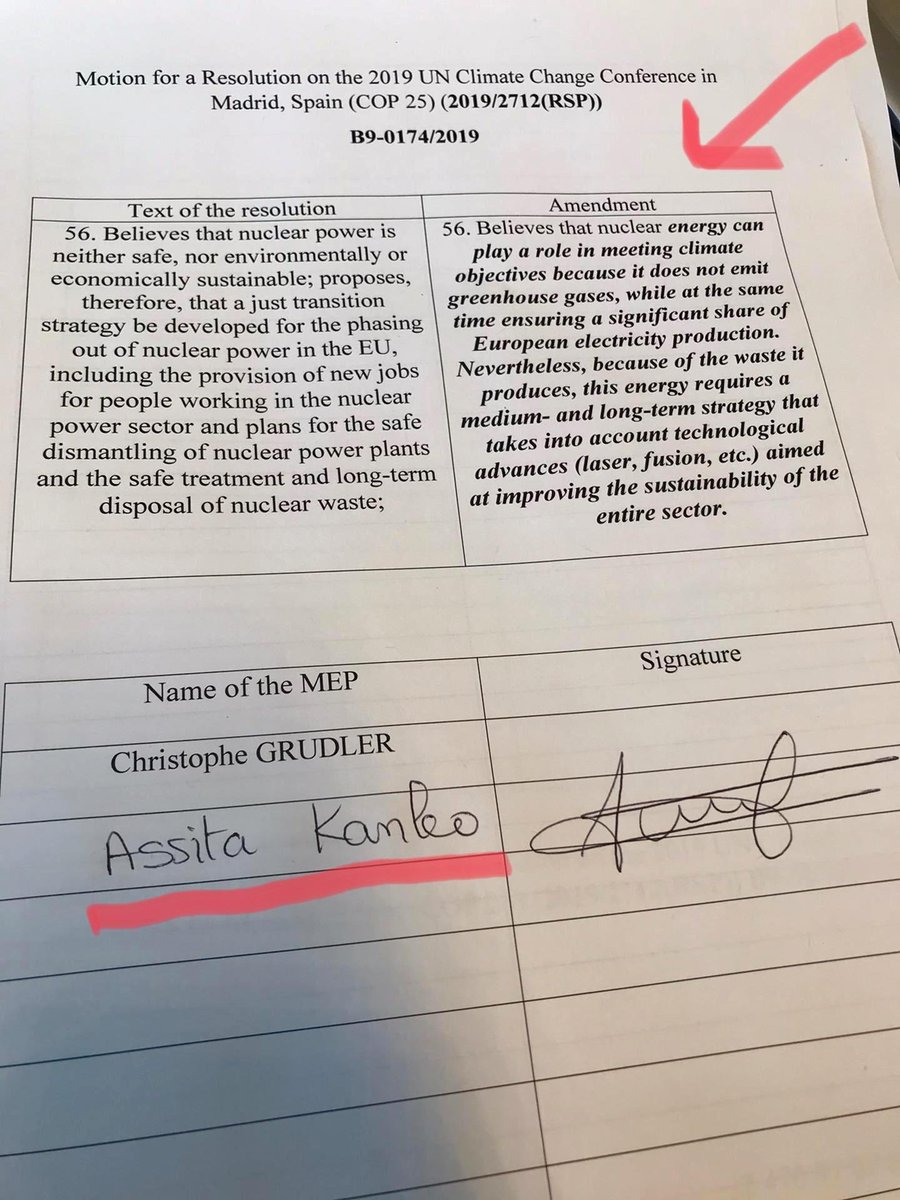 Motion for a Resolution on the 2019 UN Climate Change Conference in
Madrid, Spain (COP 25) (2019/2712(RSP))
B9-0174/2019
Text of the resolution
56. Believes that nuclear power is
neither safe, nor environmentally or
economically sustainable; proposes,
therefore, that a just transition
strategy be developed for the phasing
out of nuclear power in the EU,
including the provision of new jobs
for people working in the nuclear
power sector and plans for the safe
dismantling of nuclear power plants
and the safe treatment and long-term
disposal of nuclear waste;
Amendment
56. Believes that nuclear energy can
play a role in meeting climate
objectives because it does not emit
greenhouse gases, while at the same
time ensuring a significant share of
European electricity production.
Nevertheless, because of the waste it
produces, this energy requires a
medium- and long-term strategy that
takes into account technological
advances (laser, fusion, etc.) aimed
at improving the sustainability of the
entire sector.
Name of the MEP
Signature
Christophe GRUDLER
Assita Kanko